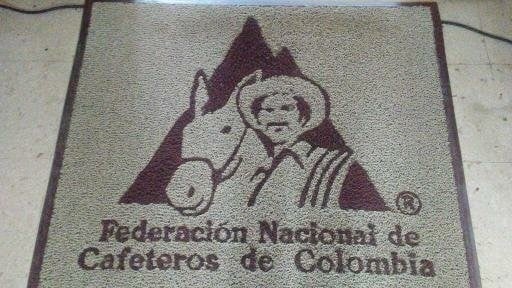 ®
Federación Nacional de
Cafeteros de Colombia